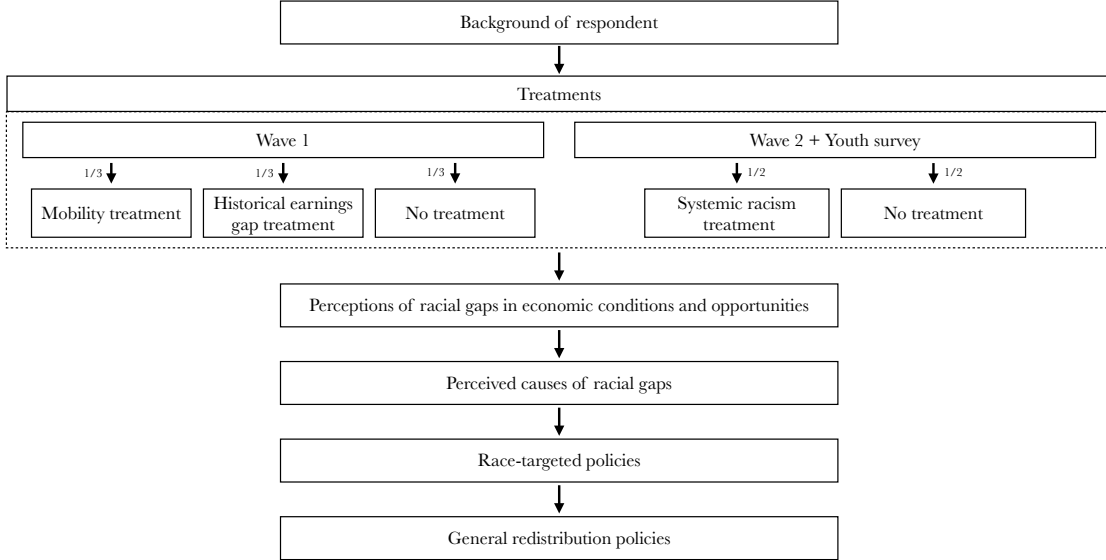 Background of respondent
Treatments
Wave 1
Wave 2 + Youth survey
1/3
1/3
1/3
1/2
1/2
Mobility treatment
Historical earnings
gap treatment
No treatment
Systemic racism
treatment
No treatment
Perceptions of racial gaps in economic conditions and opportunities
Perceived causes of racial gaps
Race-targeted policies
General redistribution policies